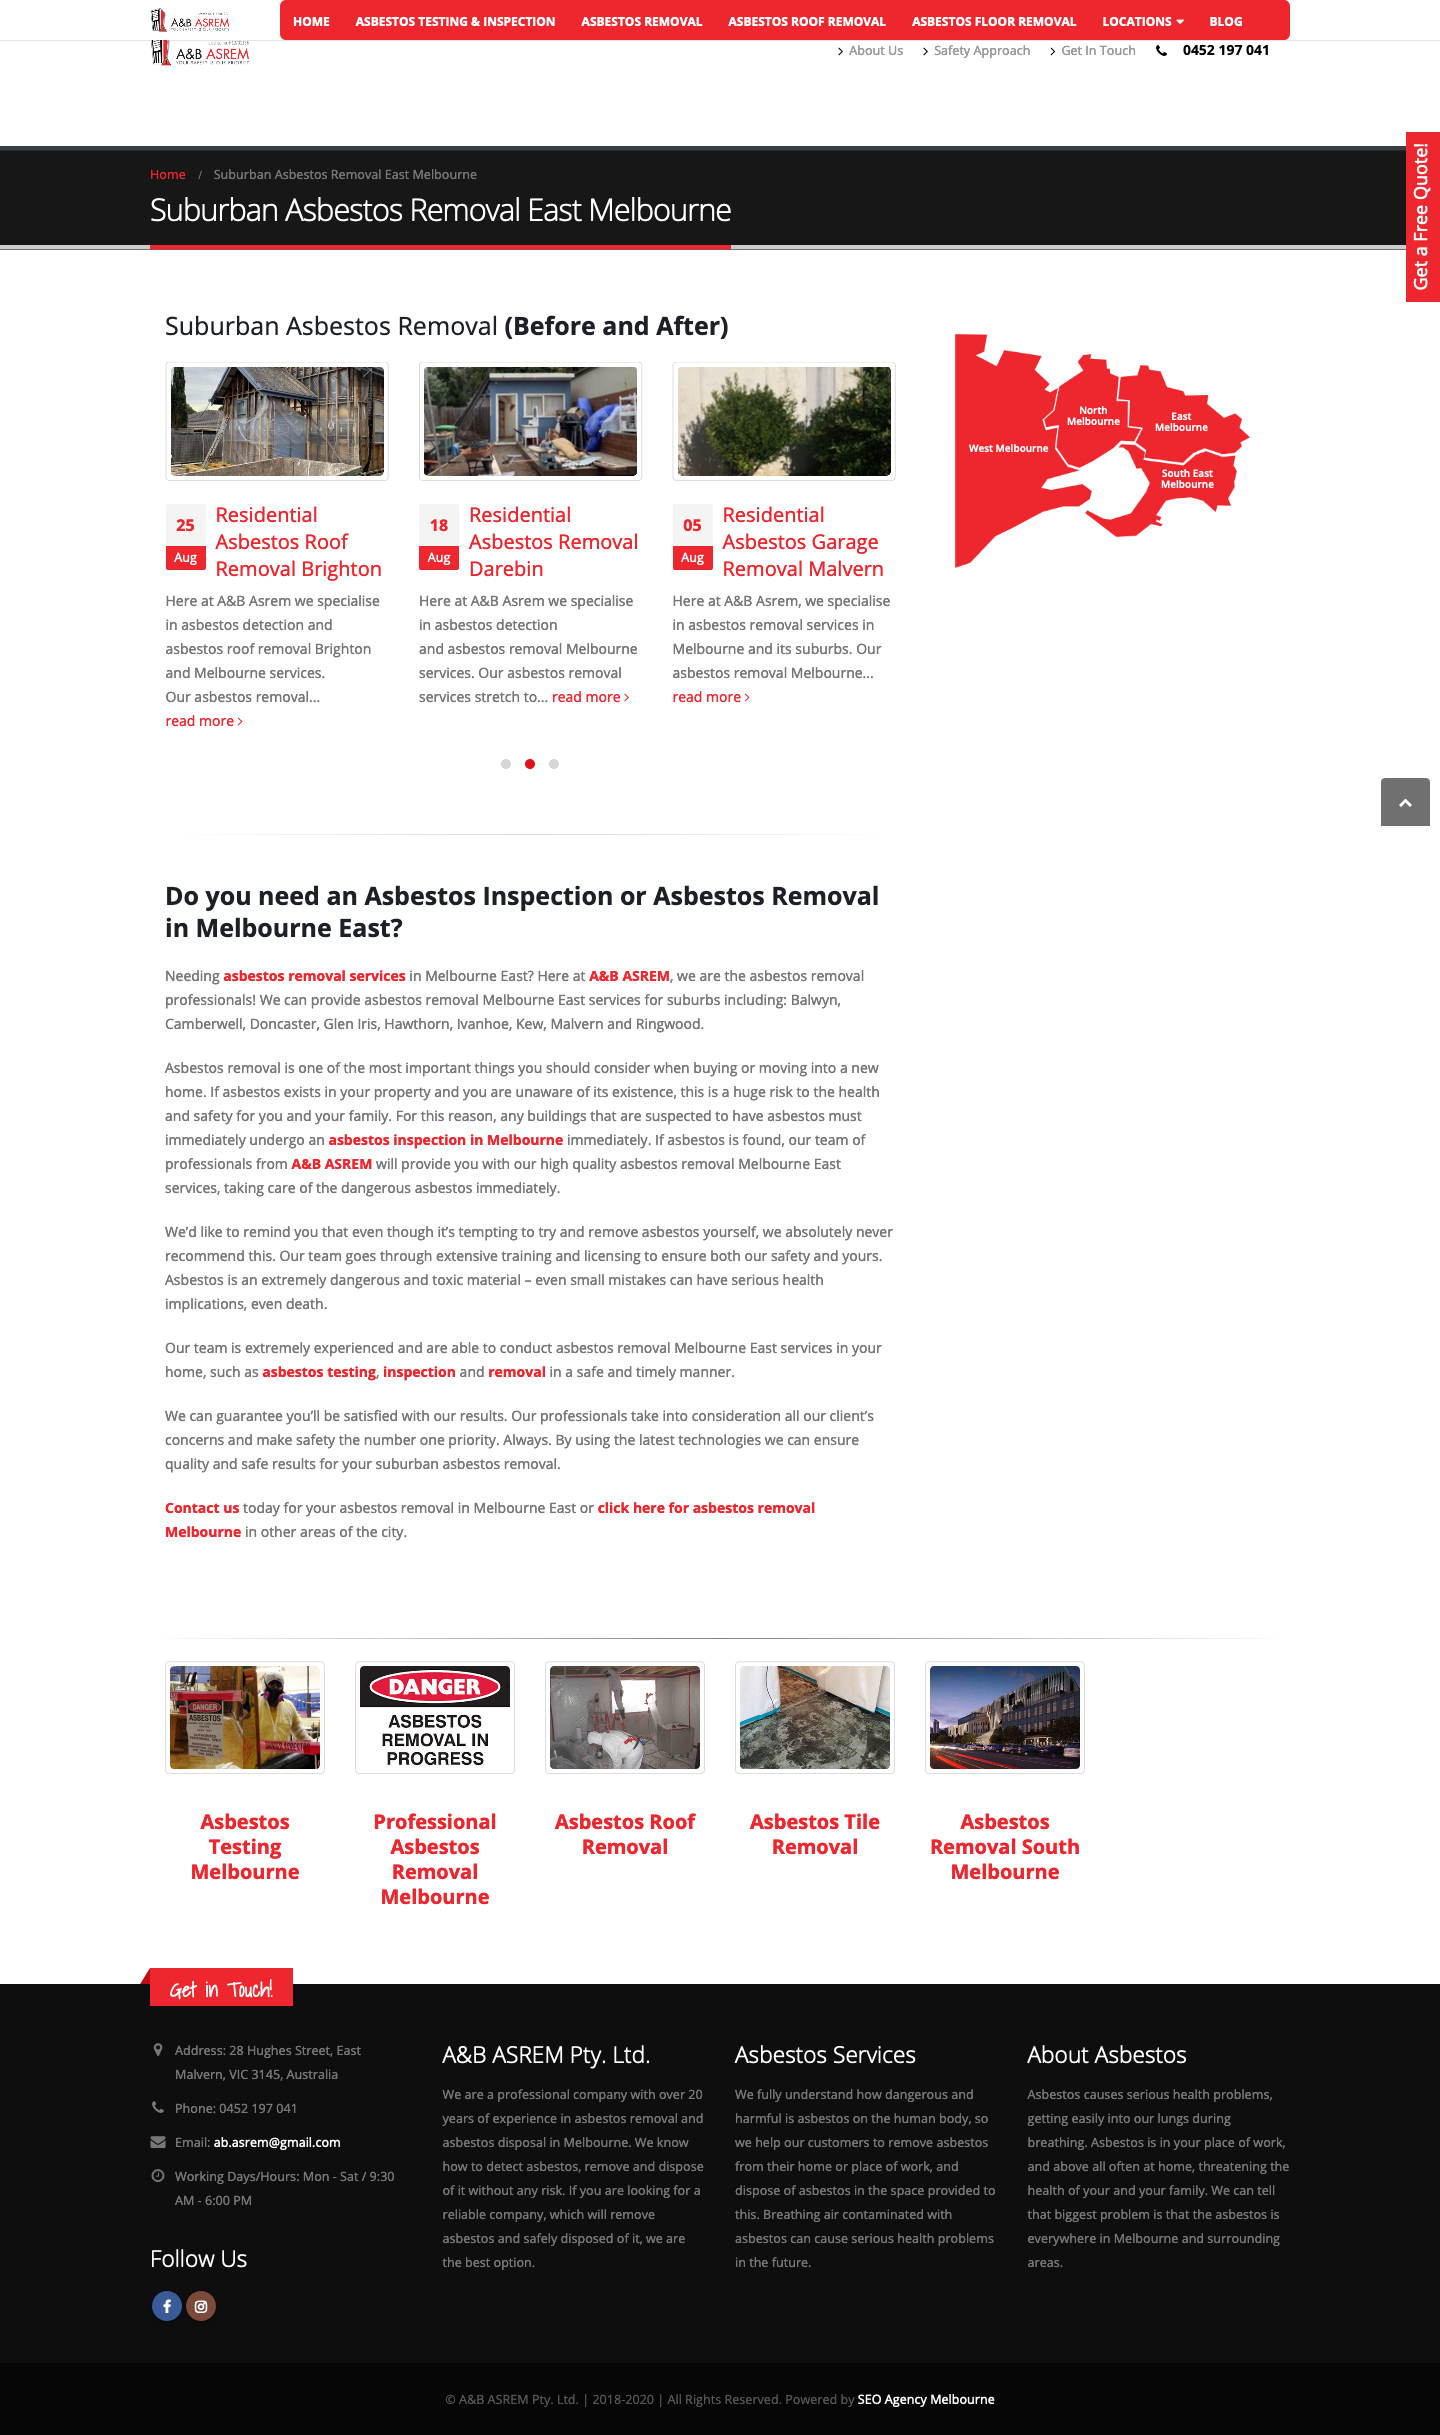 A&B ASREM
HOME ASBESTOS TESTING & INSPECTION ASBESTOS REMOVAL ASBESTOS ROOF REMOVAL ASBESTOS FLOOR REMOVAL LOCATIONS BLOG
A&B ASREM
About Us Safety Approach Get In Touch 0452 197 041
Get a Free Quote!
Home / Suburban Asbestos Removal East Melbourne
Suburban Asbestos Removal East Melbourne
Suburban Asbestos Removal (Before and After)
25
Aug
Residential
Asbestos Roof
Removal Brighton
Here at A&B Asrem we specialise
in asbestos detection and
asbestos roof removal Brighton
and Melbourne services.
Our asbestos removal...
read more
18
Aug
Residential
Asbestos Removal
Darebin
Here at A&B Asrem we specialise
in asbestos detection
and asbestos removal Melbourne
services. Our asbestos removal
services stretch to... read more
05
Aug
Residential
Asbestos Garage
Removal Malvern
Here at A&B Asrem, we specialise
in asbestos removal services in
Melbourne and its suburbs. Our
asbestos removal Melbourne...
read more
North
Melbourne
East
Melbourne
West Melbourne
South East
Melbourne
Do you need an Asbestos Inspection or Asbestos Removal
in Melbourne East?
Needing asbestos removal services in Melbourne East? Here at A&B ASREM, we are the asbestos removal
professionals! We can provide asbestos removal Melbourne East services for suburbs including: Balwyn,
Camberwell, Doncaster, Glen Iris, Hawthorn, Ivanhoe, Kew, Malvern and Ringwood.
Asbestos removal is one of the most important things you should consider when buying or moving into a new
home. If asbestos exists in your property and you are unaware of its existence, this is a huge risk to the health
and safety for you and your family. For this reason, any buildings that are suspected to have asbestos must
immediately undergo an asbestos inspection in Melbourne immediately. If asbestos is found, our team of
professionals from A&B ASREM will provide you with our high quality asbestos removal Melbourne East
services, taking care of the dangerous asbestos immediately.
We'd like to remind you that even though it's tempting to try and remove asbestos yourself, we absolutely never
recommend this. Our team goes through extensive training and licensing to ensure both our safety and yours.
Asbestos is an extremely dangerous and toxic material – even small mistakes can have serious health
implications, even death.
Our team is extremely experienced and are able to conduct asbestos removal Melbourne East services in your
home, such as asbestos testing, inspection and removal in a safe and timely manner.
We can guarantee you'll be satisfied with our results. Our professionals take into consideration all our client's
concerns and make safety the number one priority. Always. By using the latest technologies we can ensure
quality and safe results for your suburban asbestos removal.
Contact us today for your asbestos removal in Melbourne East or click here for asbestos removal
Melbourne in other areas of the city.
DANGER
ASBESTOS
DANGER
ASBESTOS
REMOVAL IN
PROGRESS
Asbestos
Testing
Melbourne
Professional
Asbestos
Removal
Melbourne
Asbestos Roof
Removal
Asbestos Tile
Removal
Asbestos
Removal South
Melbourne
Get in Touch!
Address: 28 Hughes Street, East
Malvern, VIC 3145, Australia
Phone: 0452 197 041
Email: ab.asrem@gmail.com
Working Days/Hours: Mon - Sat / 9:30
AM - 6:00 PM
Follow Us
A&B ASREM Pty. Ltd.
We are a professional company with over 20
years of experience in asbestos removal and
asbestos disposal in Melbourne. We know
how to detect asbestos, remove and dispose
of it without any risk. If you are looking for a
reliable company, which will remove
asbestos and safely disposed of it, we are
the best option.
Asbestos Services
We fully understand how dangerous and
harmful is asbestos on the human body, so
we help our customers to remove asbestos
from their home or place of work, and
dispose of asbestos in the space provided to
this. Breathing air contaminated with
asbestos can cause serious health problems
in the future.
About Asbestos
Asbestos causes serious health problems,
getting easily into our lungs during
breathing. Asbestos is in your place of work,
and above all often at home, threatening the
health of your and your family. We can tell
that biggest problem is that the asbestos is
everywhere in Melbourne and surrounding
areas.
© A&B ASREM Pty. Ltd. | 2018-2020 | All Rights Reserved. Powered by SEO Agency Melbourne